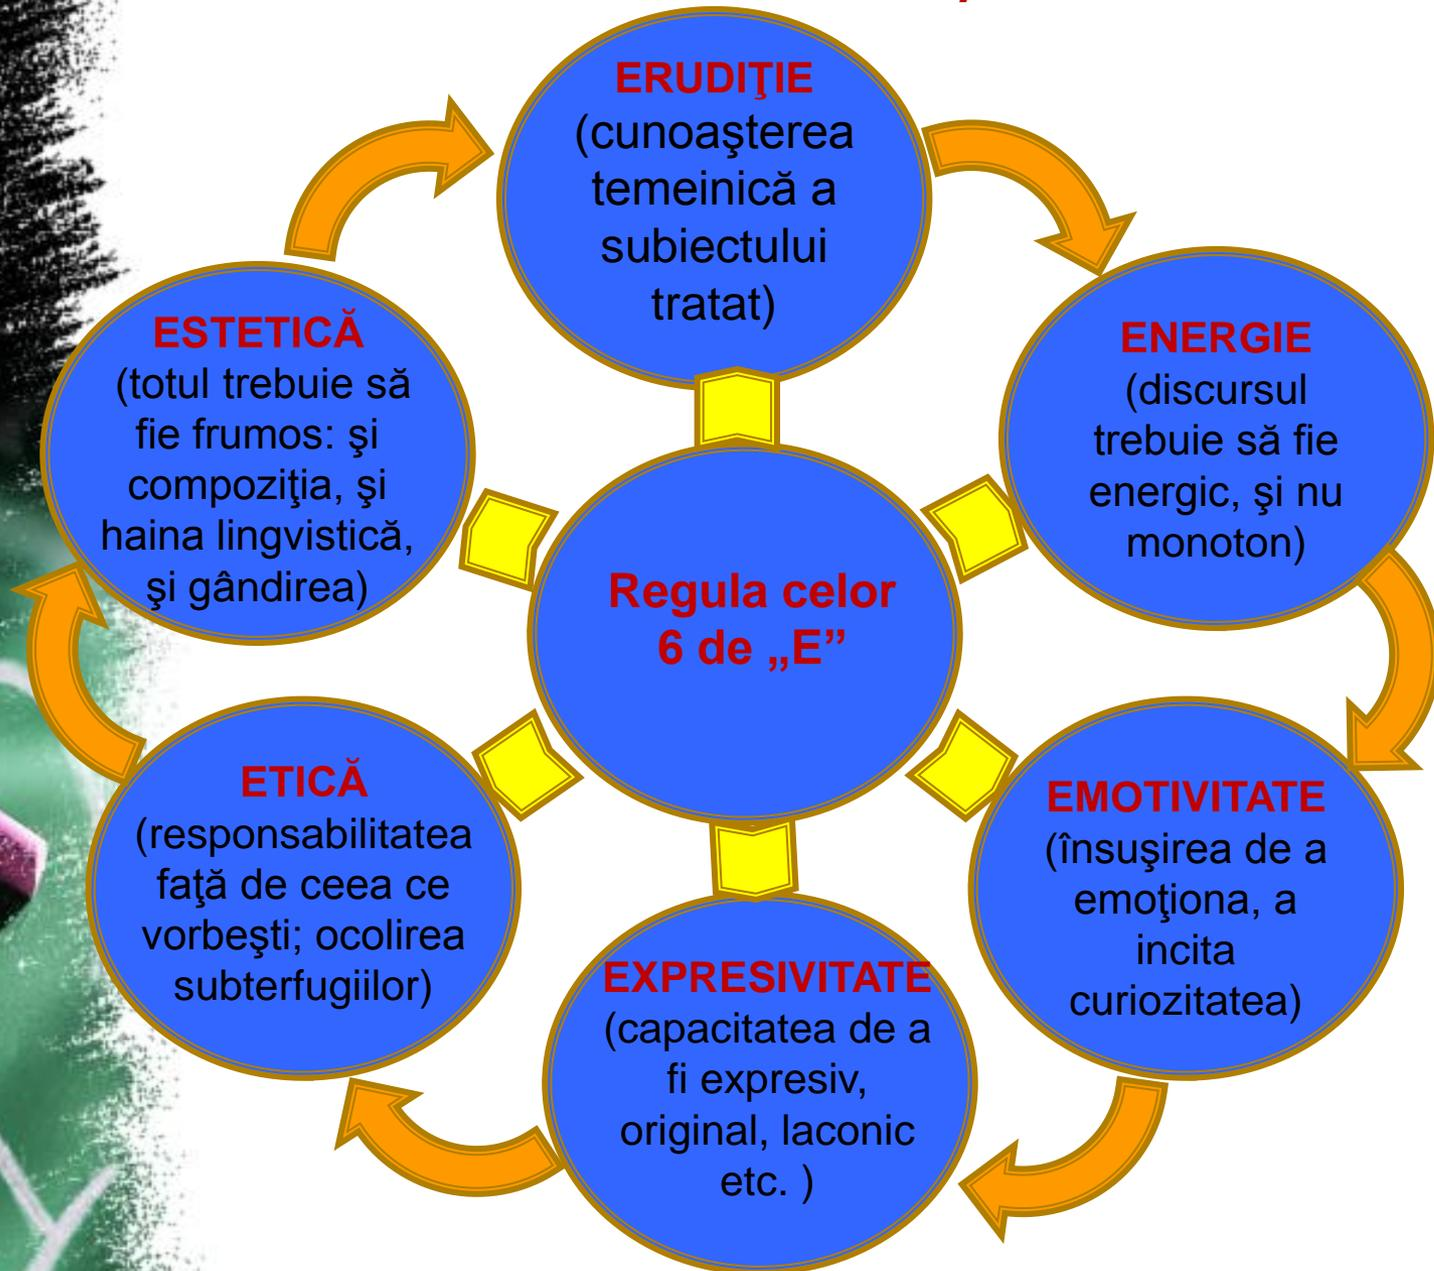 ERUDIŢIE
(cunoaşterea
temeinică a
subiectului
tratat)
ENERGIE
(discursul
trebuie să fie
energic, şi nu
monoton)
EMOTIVITATE
(însuşirea de a
emoţiona, a
incita
curiozitatea)
EXPRESIVITATE
(capacitatea de a
fi expresiv,
original, laconic
etc. )
ETICĂ
(responsabilitatea
faţă de ceea ce
vorbeşti; ocolirea
subterfugiilor)
ESTETICĂ
(totul trebuie să
fie frumos: şi
compoziţia, şi
haina lingvistică,
şi gândirea)
Regula celor
6 de „E”